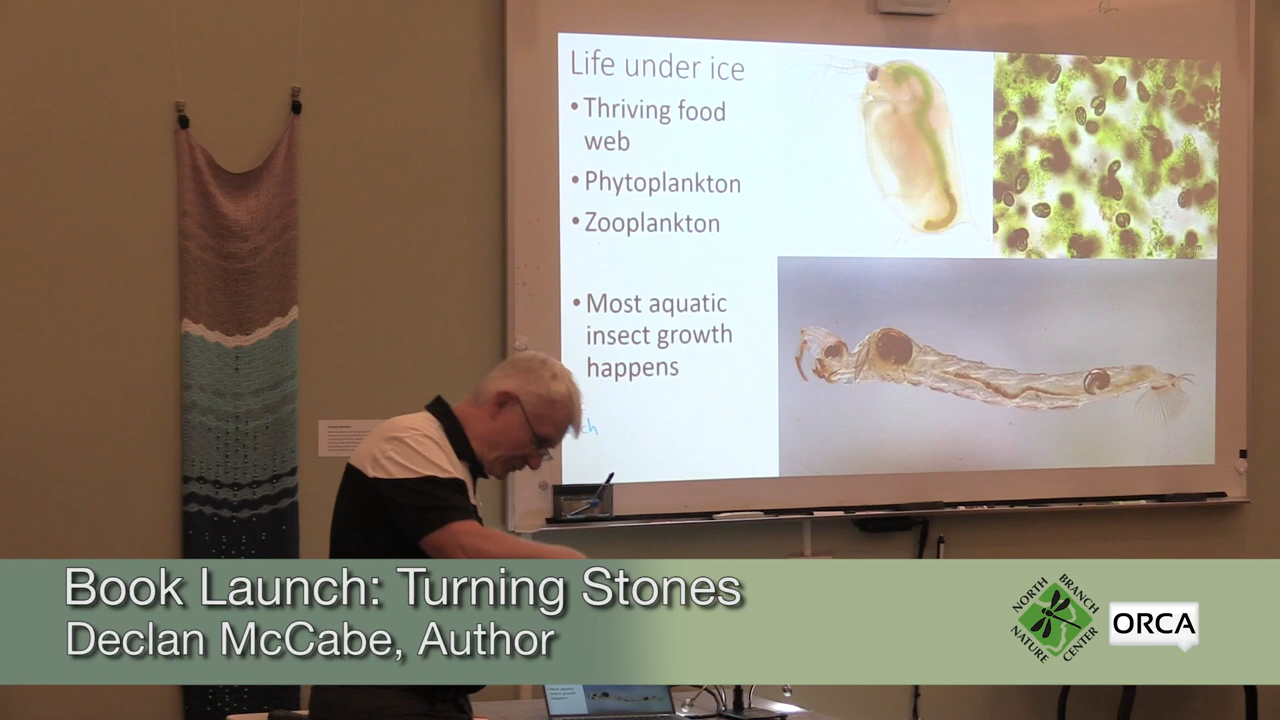 Life under ice
• Thriving food
web
• Phytoplankton
• Zooplankton
• Most aquatic
insect growth
happens
ch
Book Launch: Turning Stones
Declan McCabe, Author
NORTH
BRANCH
NATURE
CENTER
ORCA